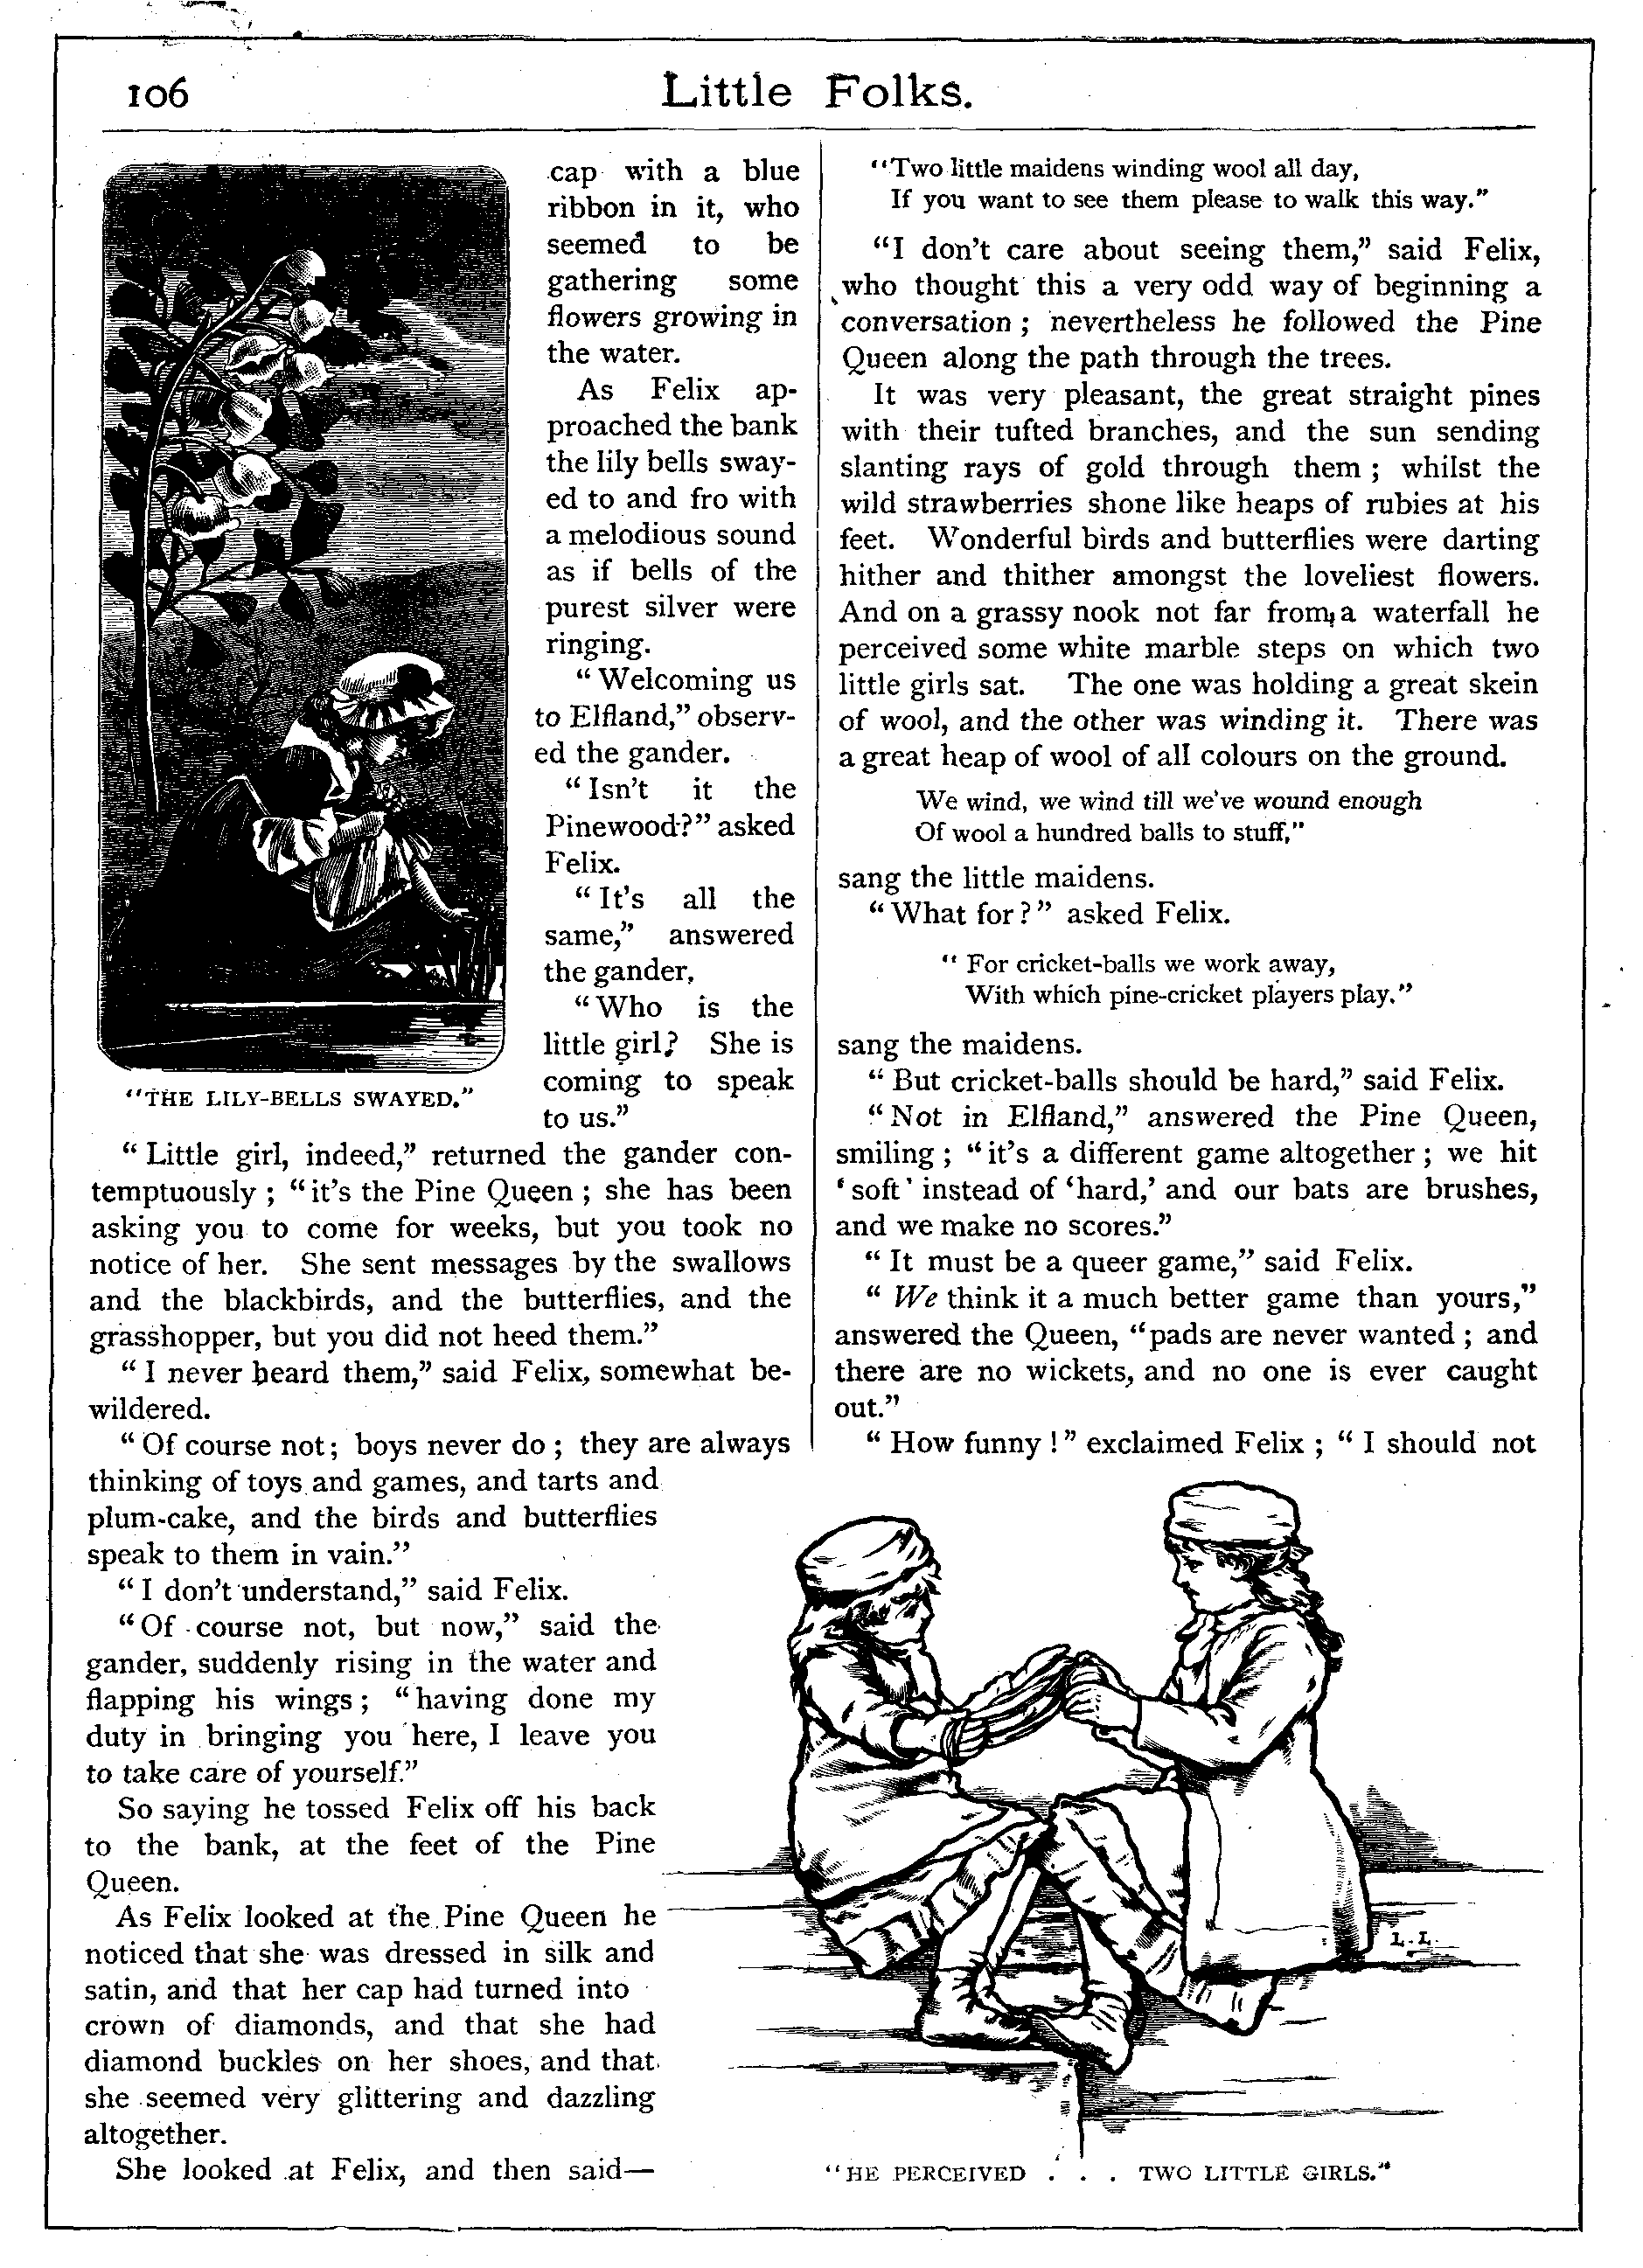 106
Little Folks.
cap with a blue
ribbon in it, who
seemed to be
gathering some
flowers growing in
the water.
As Felix ap-
proached the bank
the lily bells sway-
ed to and fro with
a melodious sound
as if bells of the
purest silver were
ringing.
“Welcoming us
to Elfland,” observ-
ed the gander.
“Isn’t it the
Pinewood?” asked
Felix.
“It’s all the
same,” answered
the gander,
“Who is the
little girl? She is
coming to speak
to us.”
“THE LILY-BELLS SWAYED.”
“Little girl, indeed,” returned the gander con-
temptuously; “it’s the Pine Queen; she has been
asking you to come for weeks, but you took no
notice of her. She sent messages by the swallows
and the blackbirds, and the butterflies, and the
grasshopper, but you did not heed them.”
“I never heard them,” said Felix, somewhat be-
wildered.
“Of course not; boys never do; they are always
thinking of toys and games, and tarts and
plum-cake, and the birds and butterflies
speak to them in vain.”
“I don’t understand,” said Felix.
“Of course not, but now,” said the
gander, suddenly rising in the water and
flapping his wings; “having done my
duty in bringing you here, I leave you
to take care of yourself.”
So saying he tossed Felix off his back
to the bank, at the feet of the Pine
Queen.
As Felix looked at the Pine Queen he
noticed that she was dressed in silk and
satin, and that her cap had turned into
crown of diamonds, and that she had
diamond buckles on her shoes, and that
she seemed very glittering and dazzling
altogether.
She looked at Felix, and then said—
“Two little maidens winding wool all day,
If you want to see them please to walk this way.”
“I don’t care about seeing them,” said Felix,
who thought this a very odd way of beginning a
conversation; nevertheless he followed the Pine
Queen along the path through the trees.
It was very pleasant, the great straight pines
with their tufted branches, and the sun sending
slanting rays of gold through them; whilst the
wild strawberries shone like heaps of rubies at his
feet. Wonderful birds and butterflies were darting
hither and thither amongst the loveliest flowers.
And on a grassy nook not far from a waterfall he
perceived some white marble steps on which two
little girls sat. The one was holding a great skein
of wool, and the other was winding it. There was
a great heap of wool of all colours on the ground.
We wind, we wind till we’ve wound enough
Of wool a hundred balls to stuff,”
sang the little maidens.
“What for?” asked Felix.
“For cricket-balls we work away,
With which pine-cricket players play.”
sang the maidens.
“But cricket-balls should be hard,” said Felix.
“Not in Elfland,” answered the Pine Queen,
smiling; “it’s a different game altogether; we hit
‘soft’ instead of ‘hard,’ and our bats are brushes,
and we make no scores.”
“It must be a queer game,” said Felix.
“We think it a much better game than yours,”
answered the Queen, “pads are never wanted; and
there are no wickets, and no one is ever caught
out.”
“How funny!” exclaimed Felix; “I should not
L.L.
“HE PERCEIVED . . . TWO LITTLE GIRLS.”